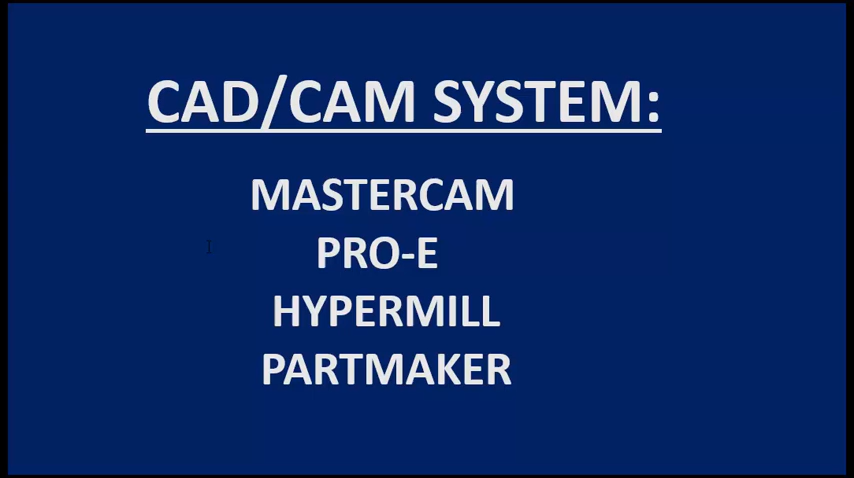 CAD/CAM SYSTEM:
MASTERCAM
PRO-E
HYPERMILL
PARTMAKER